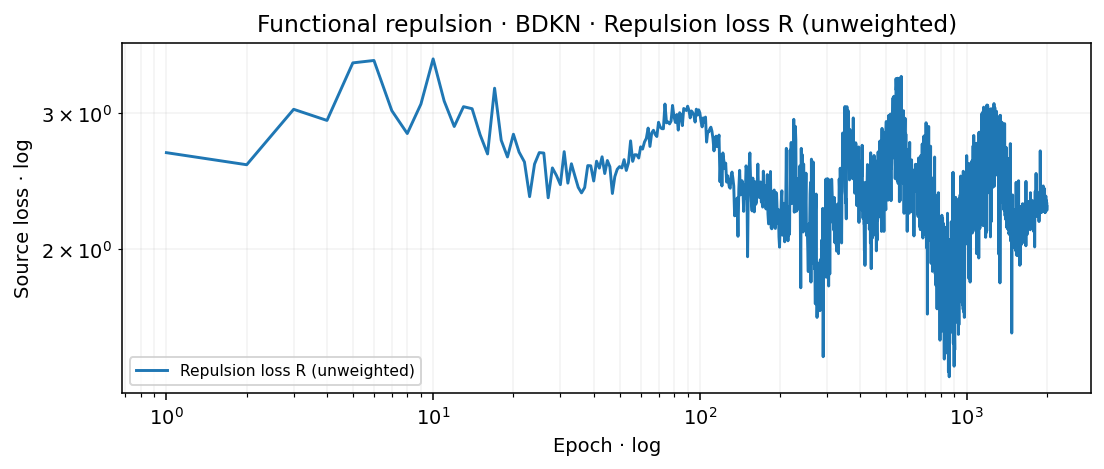 Functional repulsion · BDKN · Repulsion loss R (unweighted)
Source loss · log
3 × 10⁰
2 × 10⁰
Repulsion loss R (unweighted)
10⁰ 10¹ 10² 10³
Epoch · log